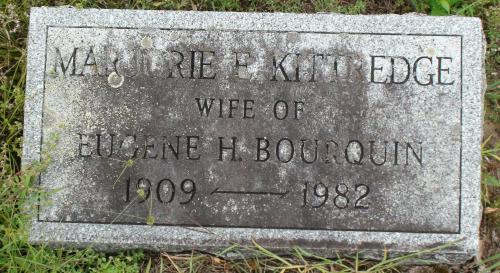 MARJORIE E. KITTREDGE
WIFE OF
EUGENE H. BOURQUIN
1909 — 1982